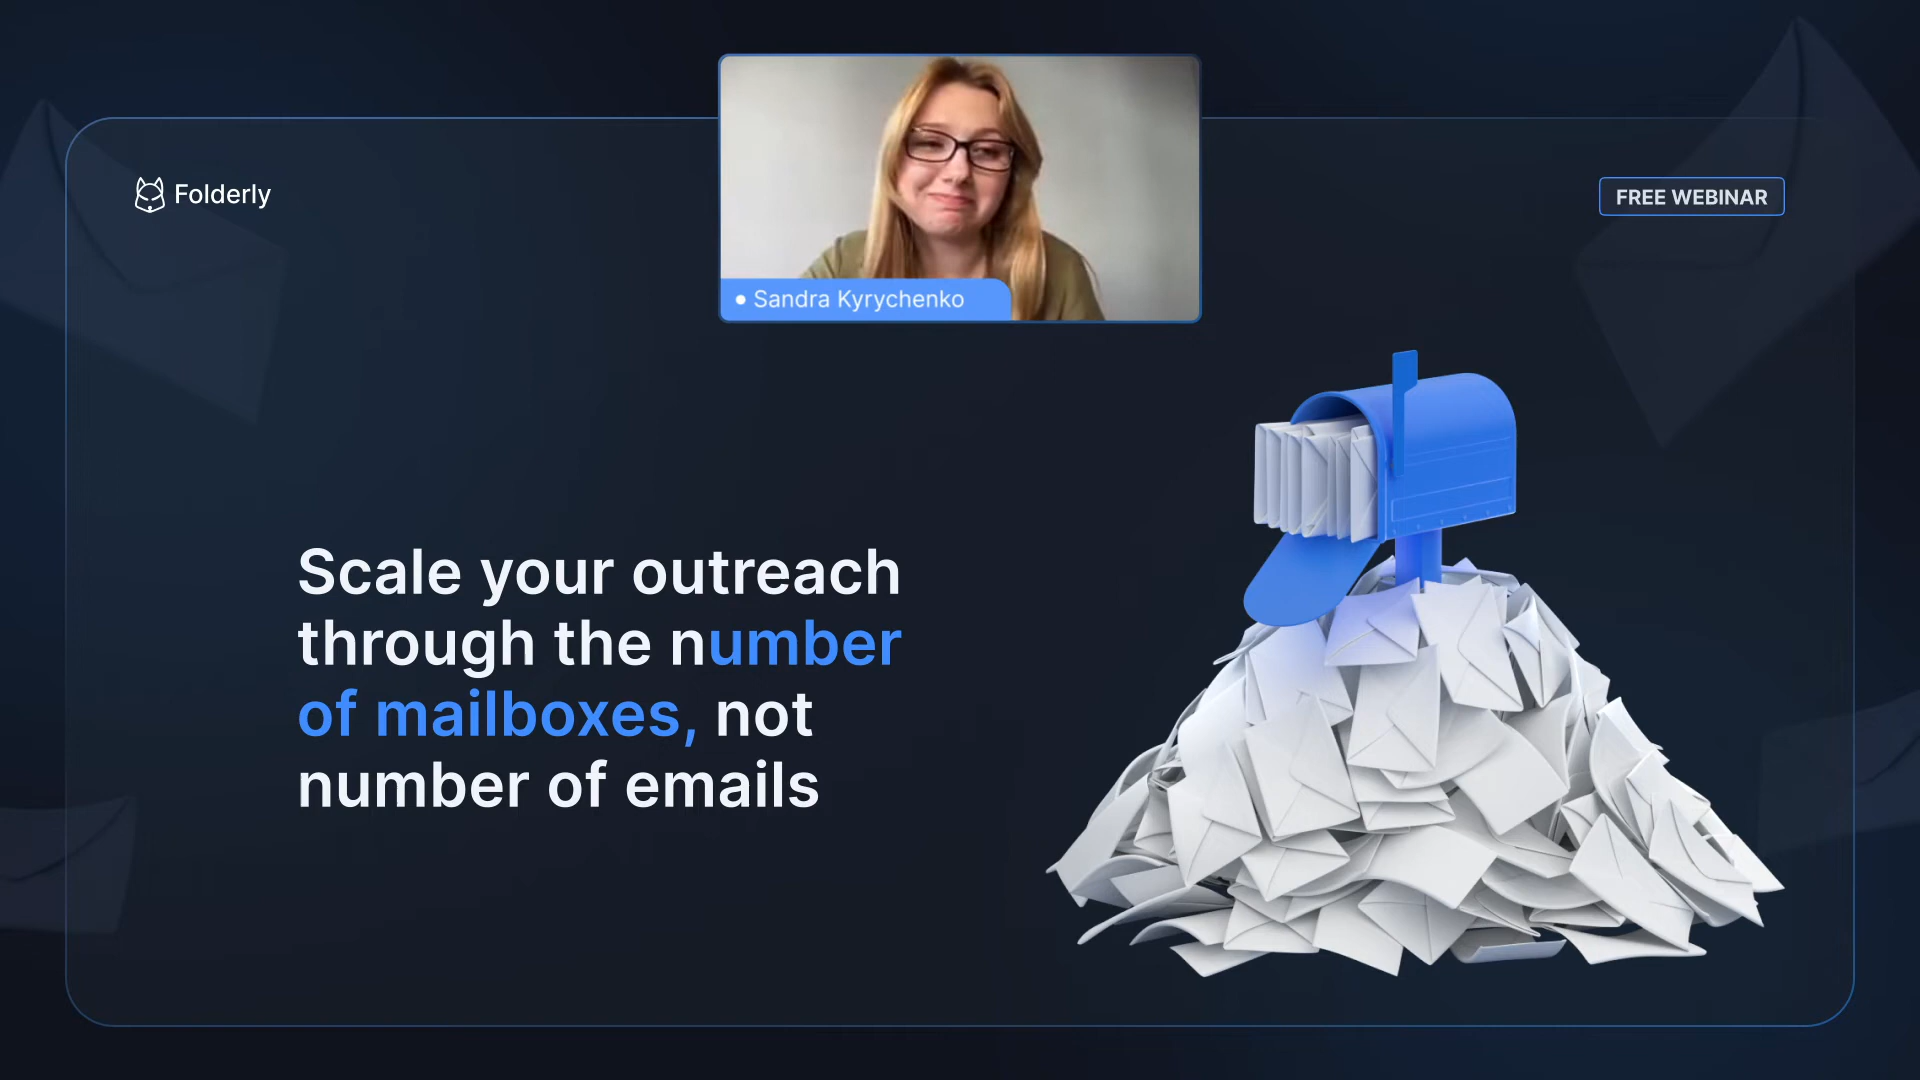 Sandra Kyrychenko
Folderly
FREE WEBINAR
Scale your outreach
through the number
of mailboxes, not
number of emails